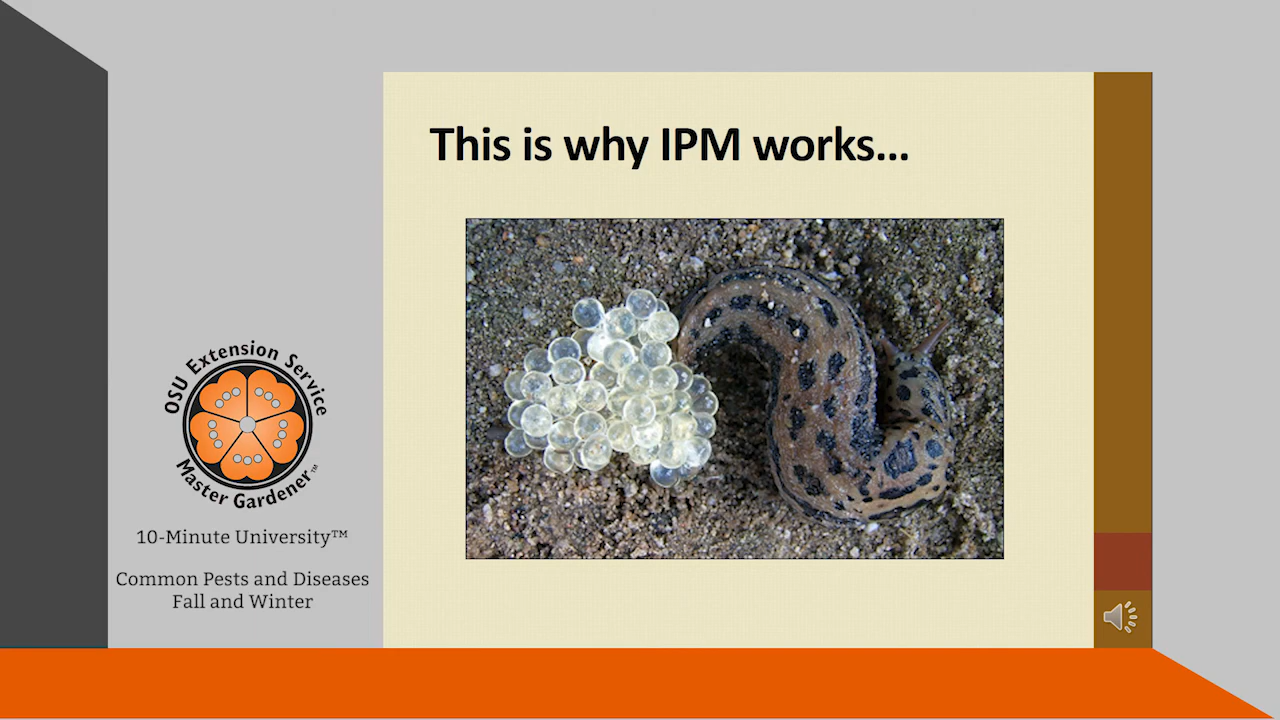 This is why IPM works...
OSU Extension Service
Master Gardener™
10-Minute University™
Common Pests and Diseases
Fall and Winter